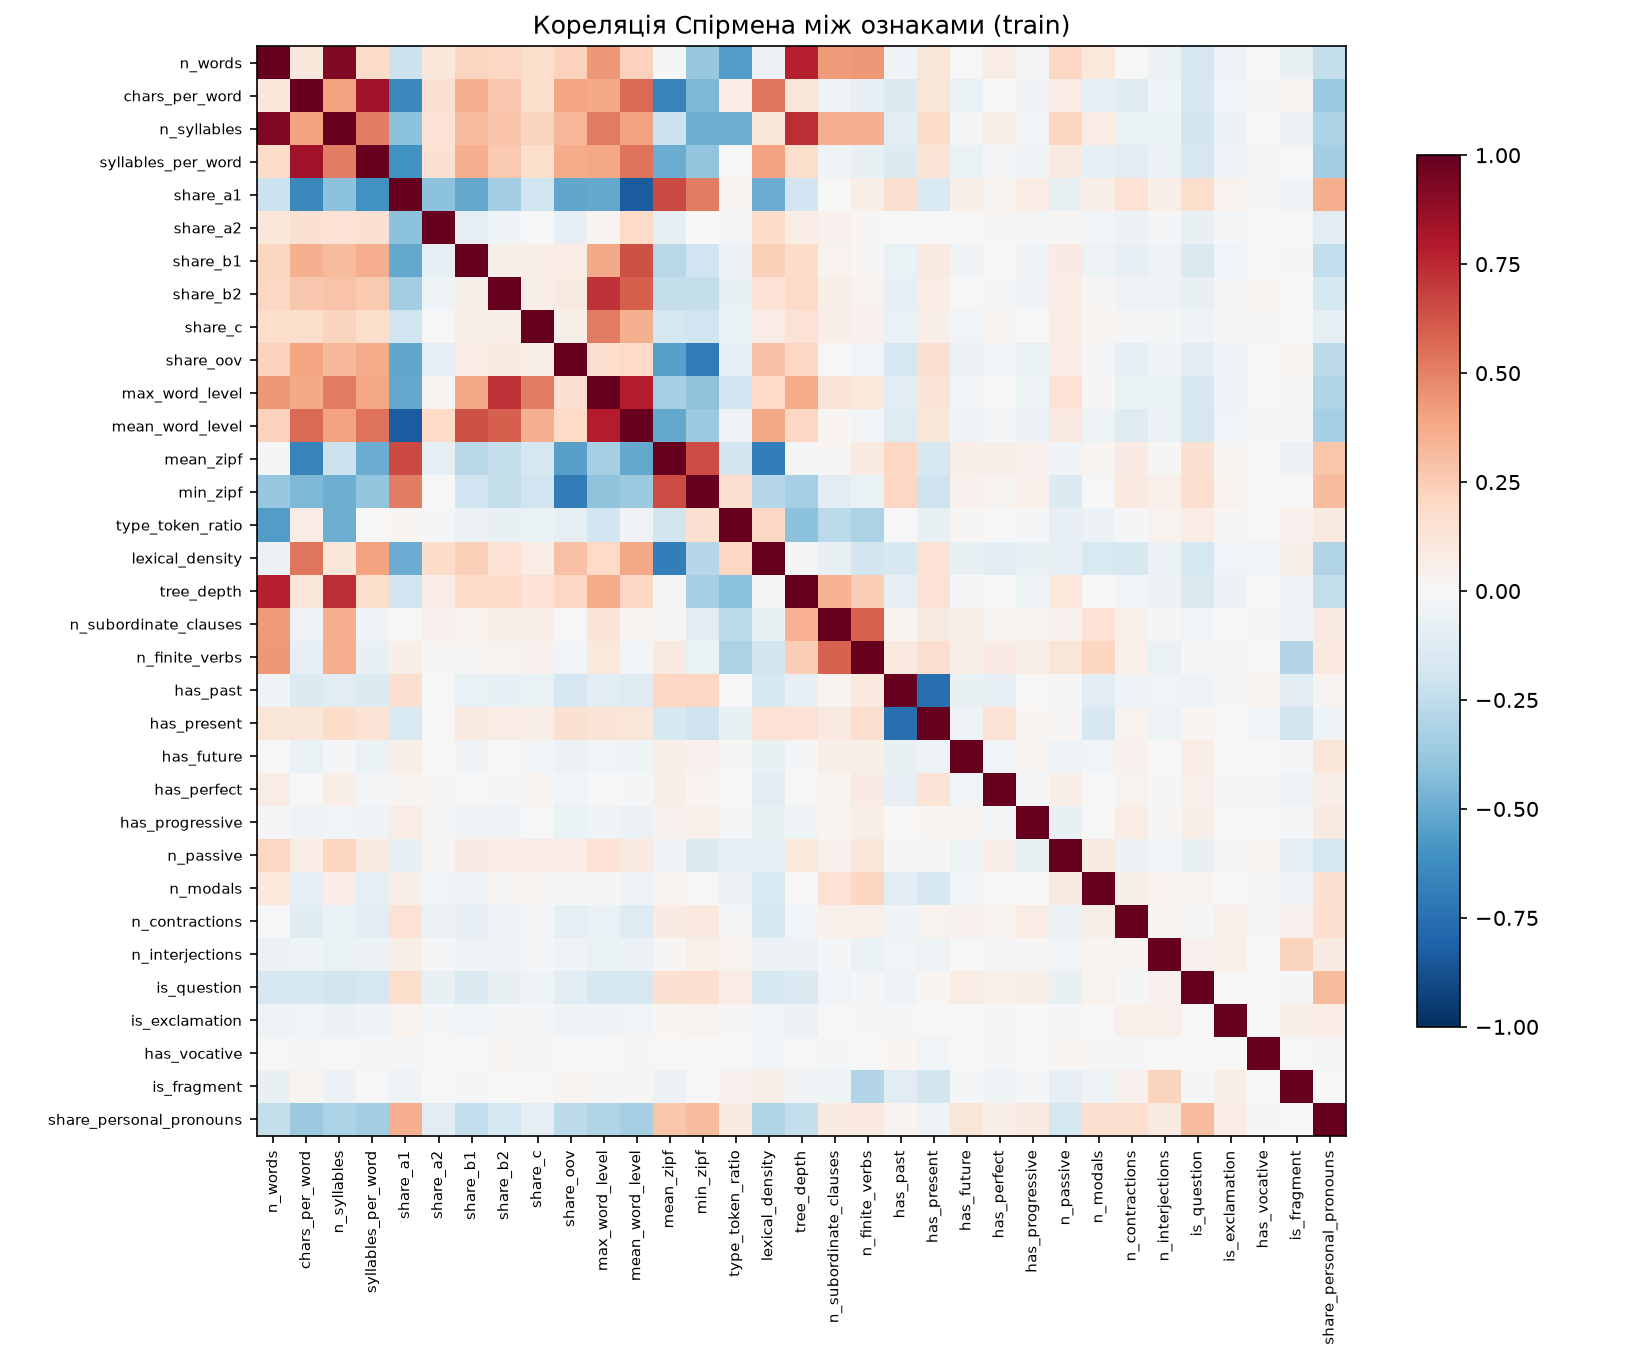 Кореляція Спірмена між ознаками (train)
n_words
chars_per_word
n_syllables
syllables_per_word
share_a1
share_a2
share_b1
share_b2
share_c
share_oov
max_word_level
mean_word_level
mean_zipf
min_zipf
type_token_ratio
lexical_density
tree_depth
n_subordinate_clauses
n_finite_verbs
has_past
has_present
has_future
has_perfect
has_progressive
n_passive
n_modals
n_contractions
n_interjections
is_question
is_exclamation
has_vocative
is_fragment
share_personal_pronouns
n_words
chars_per_word
n_syllables
syllables_per_word
share_a1
share_a2
share_b1
share_b2
share_c
share_oov
max_word_level
mean_word_level
mean_zipf
min_zipf
type_token_ratio
lexical_density
tree_depth
n_subordinate_clauses
n_finite_verbs
has_past
has_present
has_future
has_perfect
has_progressive
n_passive
n_modals
n_contractions
n_interjections
is_question
is_exclamation
has_vocative
is_fragment
share_personal_pronouns
1.00
0.75
0.50
0.25
0.00
−0.25
−0.50
−0.75
−1.00